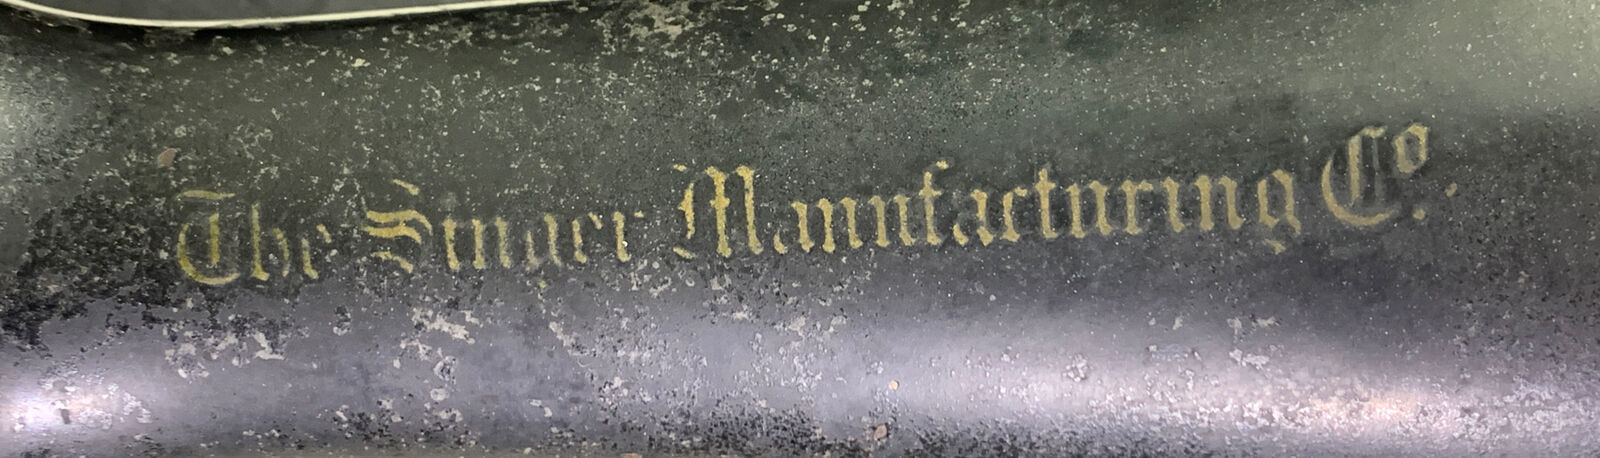 The Singer Manufacturing Co.